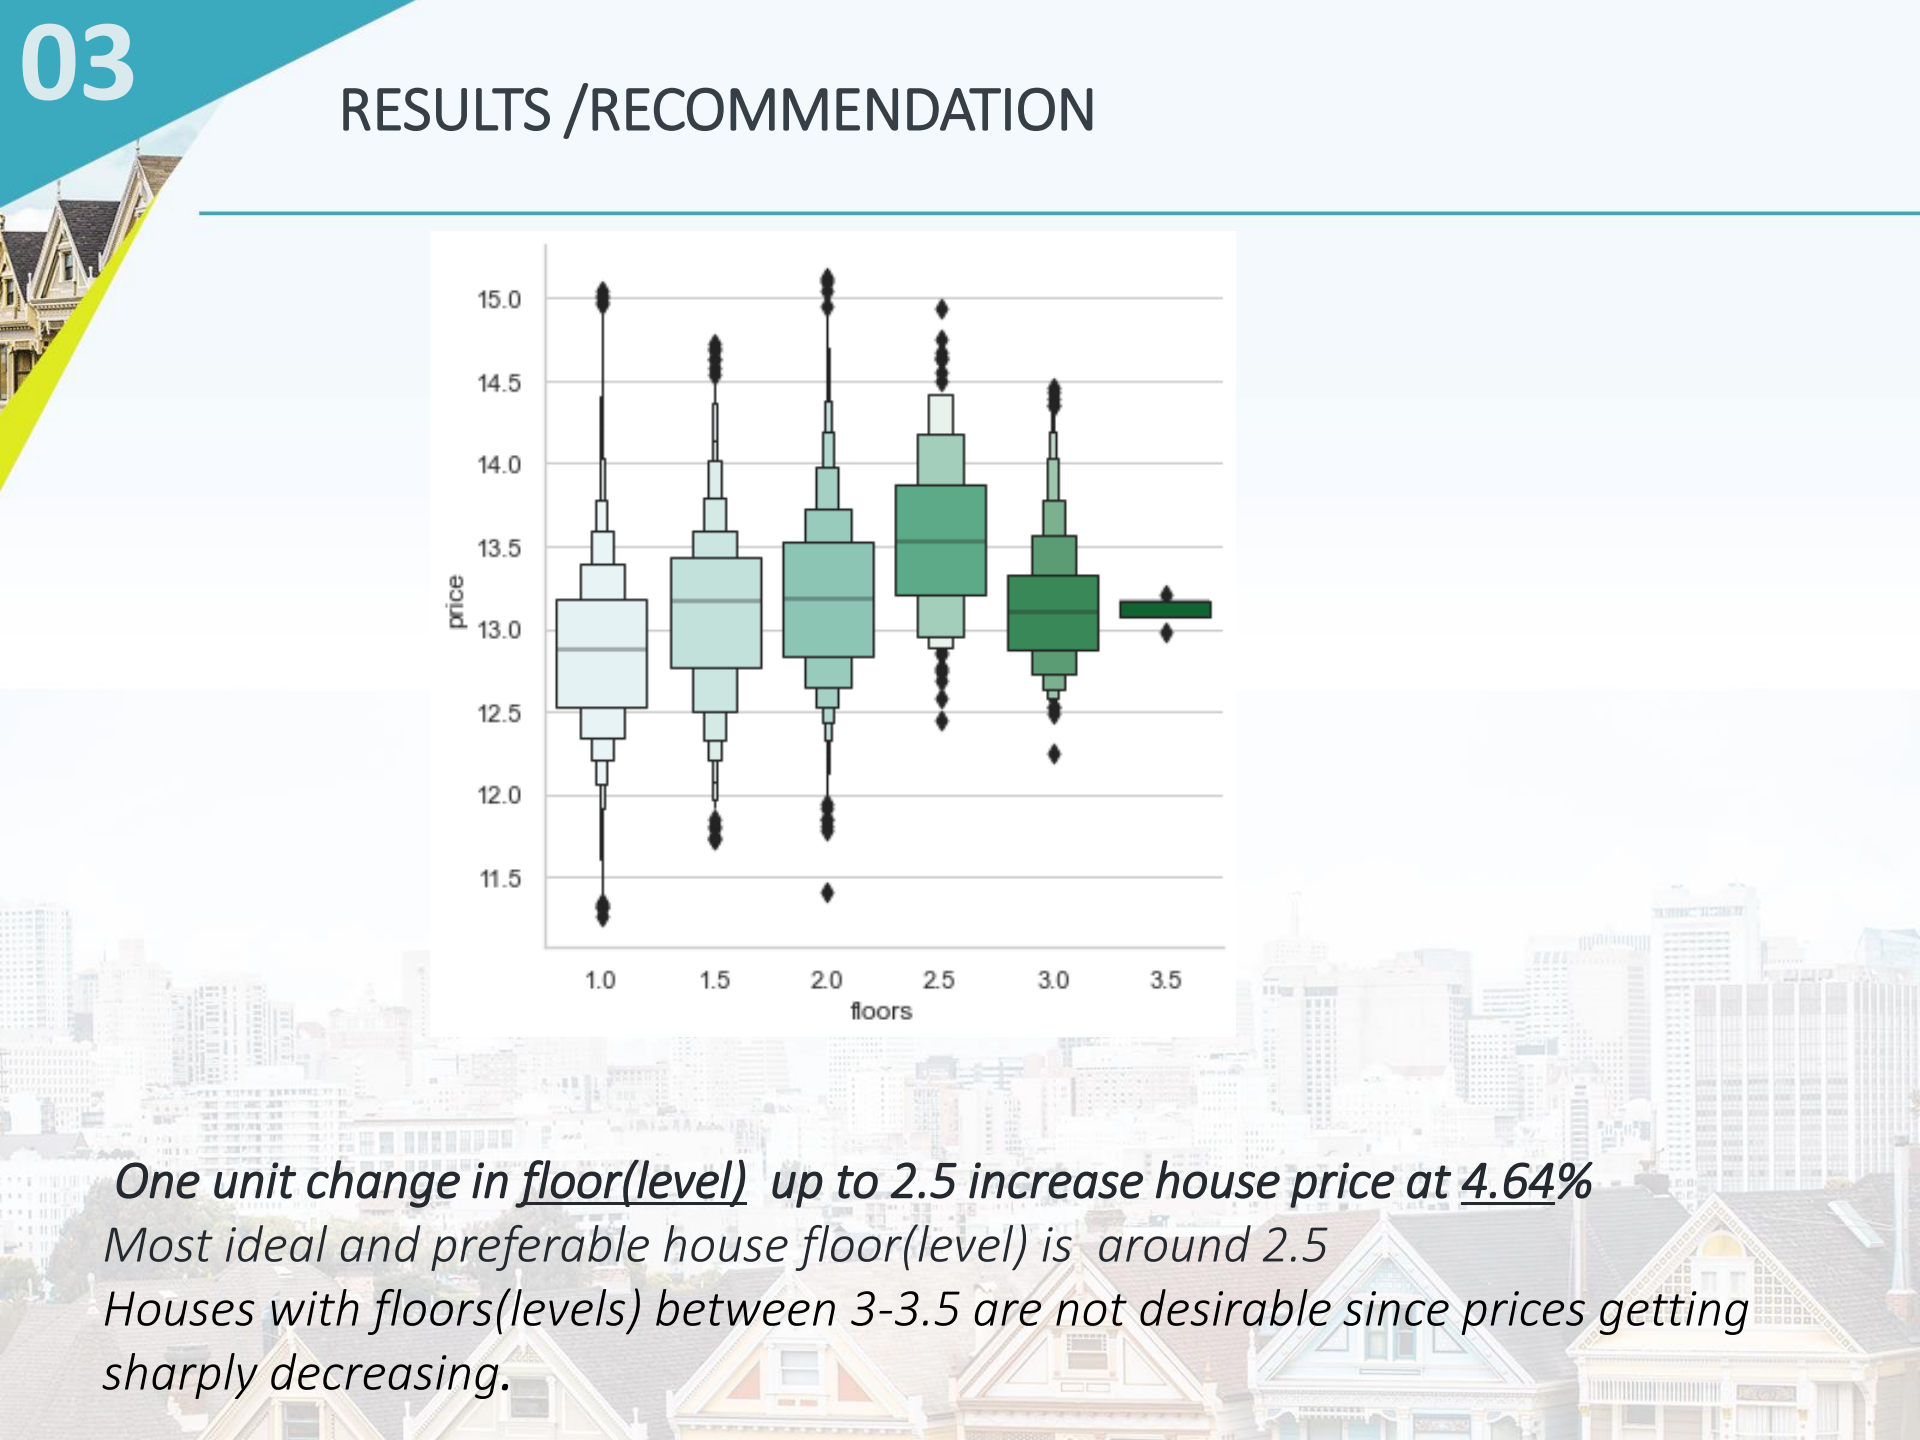 03
RESULTS /RECOMMENDATION
15.0
14.5
14.0
13.5
13.0
12.5
12.0
11.5
price
1.0 1.5 2.0 2.5 3.0 3.5
floors
One unit change in floor(level) up to 2.5 increase house price at 4.64%
Most ideal and preferable house floor(level) is around 2.5
Houses with floors(levels) between 3-3.5 are not desirable since prices getting
sharply decreasing.